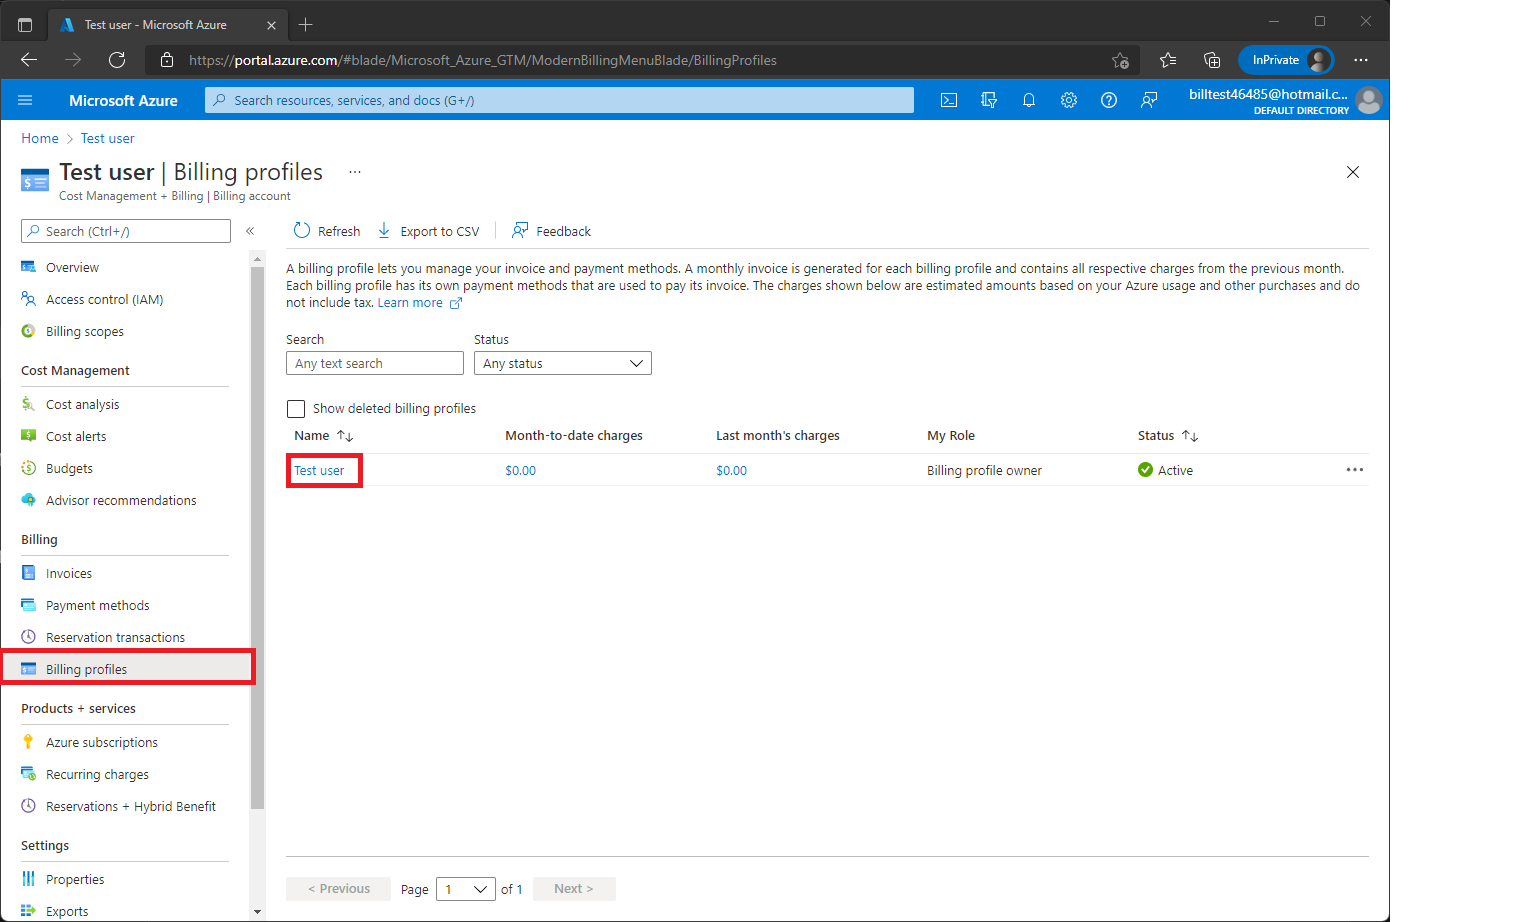 Test user - Microsoft Azure
https://portal.azure.com/#blade/Microsoft_Azure_GTM/ModernBillingMenuBlade/BillingProfiles
InPrivate
Microsoft Azure
Search resources, services, and docs (G+/)
billtest46485@hotmail.c...
DEFAULT DIRECTORY
Home > Test user
Test user | Billing profiles ...
Cost Management + Billing | Billing account
Search (Ctrl+/)
«
Overview
Access control (IAM)
Billing scopes
Cost Management
Cost analysis
Cost alerts
Budgets
Advisor recommendations
Billing
Invoices
Payment methods
Reservation transactions
Billing profiles
Products + services
Azure subscriptions
Recurring charges
Reservations + Hybrid Benefit
Settings
Properties
Exports
Refresh Export to CSV Feedback
A billing profile lets you manage your invoice and payment methods. A monthly invoice is generated for each billing profile and contains all respective charges from the previous month.
Each billing profile has its own payment methods that are used to pay its invoice. The charges shown below are estimated amounts based on your Azure usage and other purchases and do
not include tax. Learn more
Search Status
Any text search Any status
Show deleted billing profiles
Name Month-to-date charges Last month's charges My Role Status
Test user $0.00 $0.00 Billing profile owner Active
< Previous Page 1 of 1 Next >